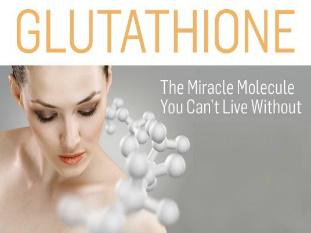 GLUTATHIONE
The Miracle Molecule
You Can't Live Without